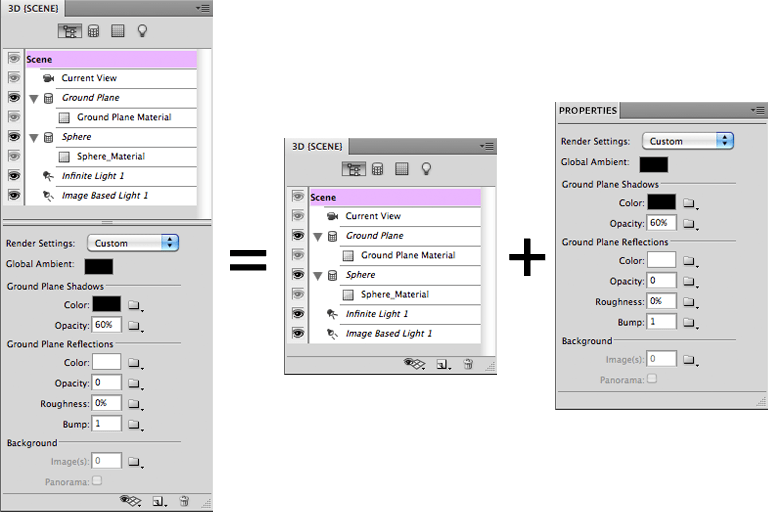 3D {SCENE}
Scene
Current View
Ground Plane
Ground Plane Material
Sphere
Sphere_Material
Infinite Light 1
Image Based Light 1
Render Settings: Custom
Global Ambient:
Ground Plane Shadows
Color:
Opacity: 60%
Ground Plane Reflections
Color:
Opacity: 0
Roughness: 0%
Bump: 1
Background
Image(s): 0
Panorama:
=
3D {SCENE}
Scene
Current View
Ground Plane
Ground Plane Material
Sphere
Sphere_Material
Infinite Light 1
Image Based Light 1
+
PROPERTIES
Render Settings: Custom
Global Ambient:
Ground Plane Shadows
Color:
Opacity: 60%
Ground Plane Reflections
Color:
Opacity: 0
Roughness: 0%
Bump: 1
Background
Image(s): 0
Panorama: